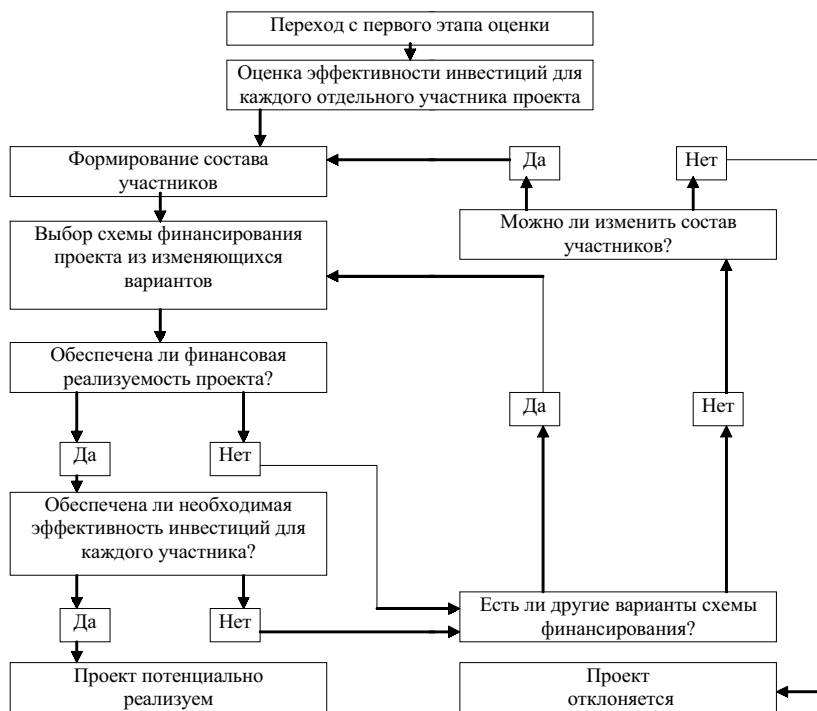 Переход с первого этапа оценки
Оценка эффективности инвестиций для
каждого отдельного участника проекта
Формирование состава
участников
Да
Нет
Можно ли изменить состав
участников?
Выбор схемы финансирования
проекта из изменяющихся
вариантов
Обеспечена ли финансовая
реализуемость проекта?
Да
Нет
Да
Нет
Обеспечена ли необходимая
эффективность инвестиций для
каждого участника?
Есть ли другие варианты схемы
финансирования?
Да
Нет
Проект потенциально
реализуем
Проект
отклоняется